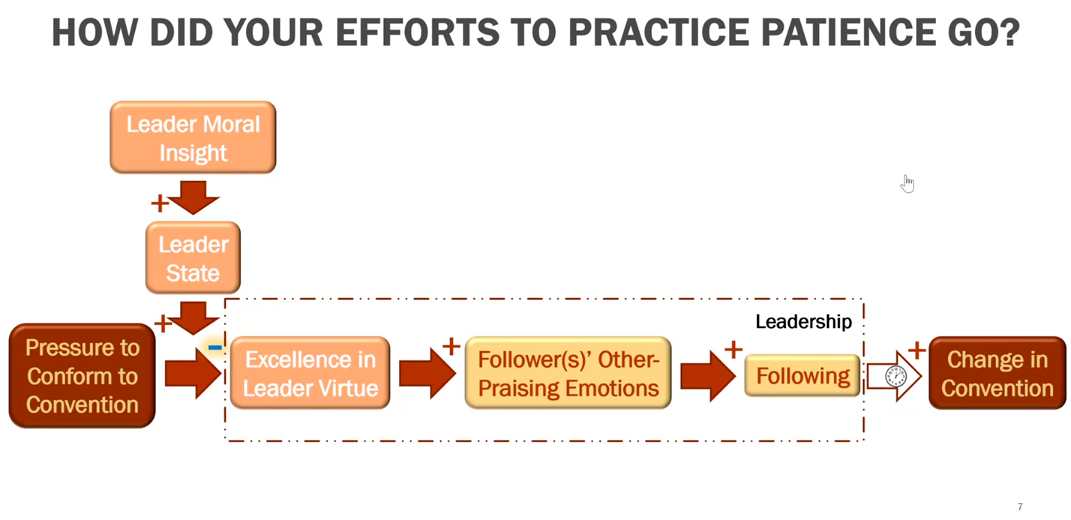 HOW DID YOUR EFFORTS TO PRACTICE PATIENCE GO?
Leader Moral
Insight
+
Leader
State
+
Pressure to
Conform to
Convention
−
Excellence in
Leader Virtue
+
Follower(s)’ Other-
Praising Emotions
+
Leadership
Following
+
Change in
Convention
7